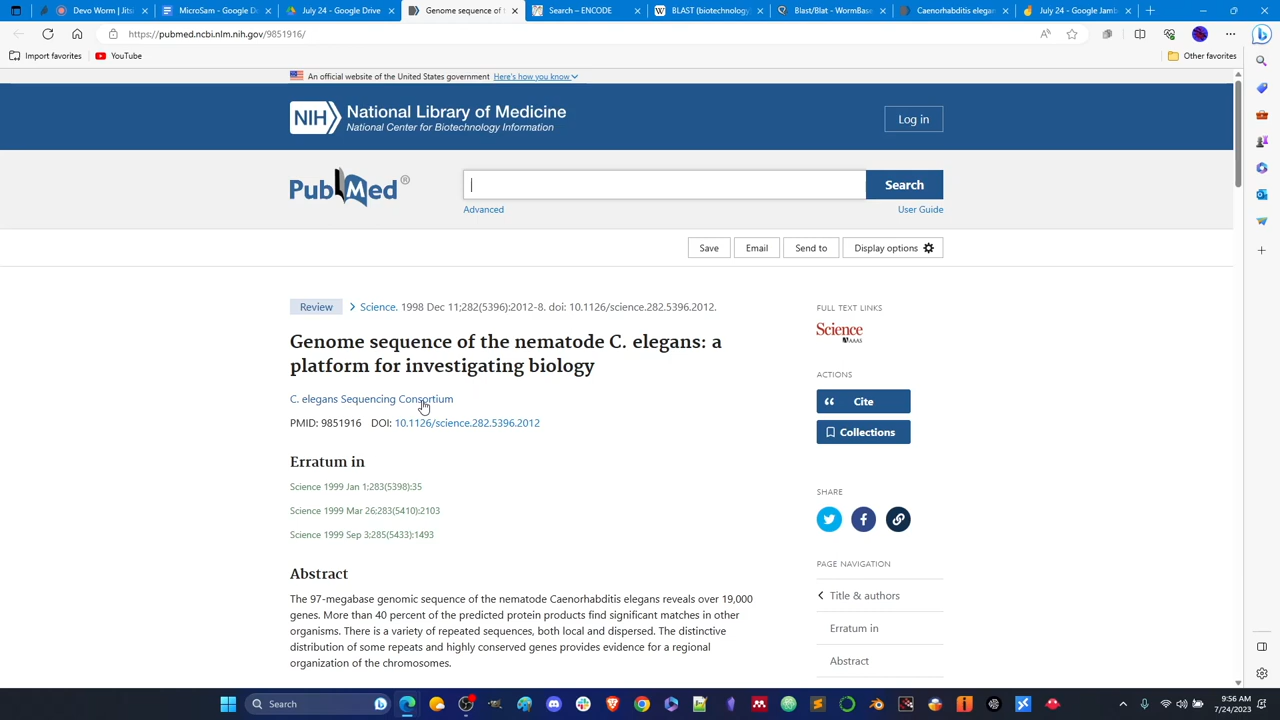 Devo Worm | Jits
MicroSam - Google D
July 24 - Google Drive
Genome sequence of
Search – ENCODE
BLAST (biotechnology
Blast/Blat - WormBase
Caenorhabditis elegan
July 24 - Google Jamb
https://pubmed.ncbi.nlm.nih.gov/9851916/
Import favorites
YouTube
Other favorites
An official website of the United States government Here's how you know
NIH National Library of Medicine
National Center for Biotechnology Information
Log in
PubMed®
Search
Advanced
User Guide
Save
Email
Send to
Display options
Review
Science. 1998 Dec 11;282(5396):2012-8. doi: 10.1126/science.282.5396.2012.
Genome sequence of the nematode C. elegans: a
platform for investigating biology
C. elegans Sequencing Consortium
PMID: 9851916 DOI: 10.1126/science.282.5396.2012
Erratum in
Science 1999 Jan 1;283(5398):35
Science 1999 Mar 26;283(5410):2103
Science 1999 Sep 3;285(5433):1493
Abstract
The 97-megabase genomic sequence of the nematode Caenorhabditis elegans reveals over 19,000
genes. More than 40 percent of the predicted protein products find significant matches in other
organisms. There is a variety of repeated sequences, both local and dispersed. The distinctive
distribution of some repeats and highly conserved genes provides evidence for a regional
organization of the chromosomes.
FULL TEXT LINKS
Science
AAAS
ACTIONS
Cite
Collections
SHARE
PAGE NAVIGATION
Title & authors
Erratum in
Abstract
Search
9:56 AM
7/24/2023